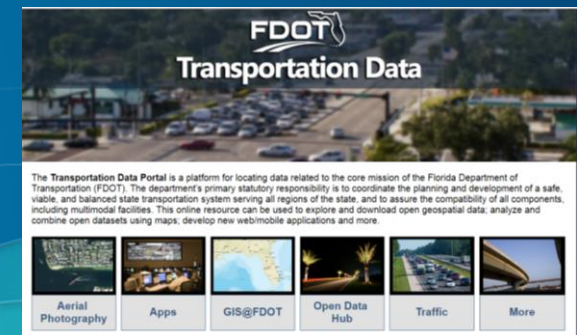 FDOT
Transportation Data
The Transportation Data Portal is a platform for locating data related to the core mission of the Florida Department of
Transportation (FDOT). The department's primary statutory responsibility is to coordinate the planning and development of a safe,
viable, and balanced state transportation system serving all regions of the state, and to assure the compatibility of all components,
including multimodal facilities. This online resource can be used to explore and download open geospatial data; analyze and
combine open datasets using maps; develop new web/mobile applications and more.
Aerial
Photography
Apps
GIS@FDOT
Open Data
Hub
Traffic
More